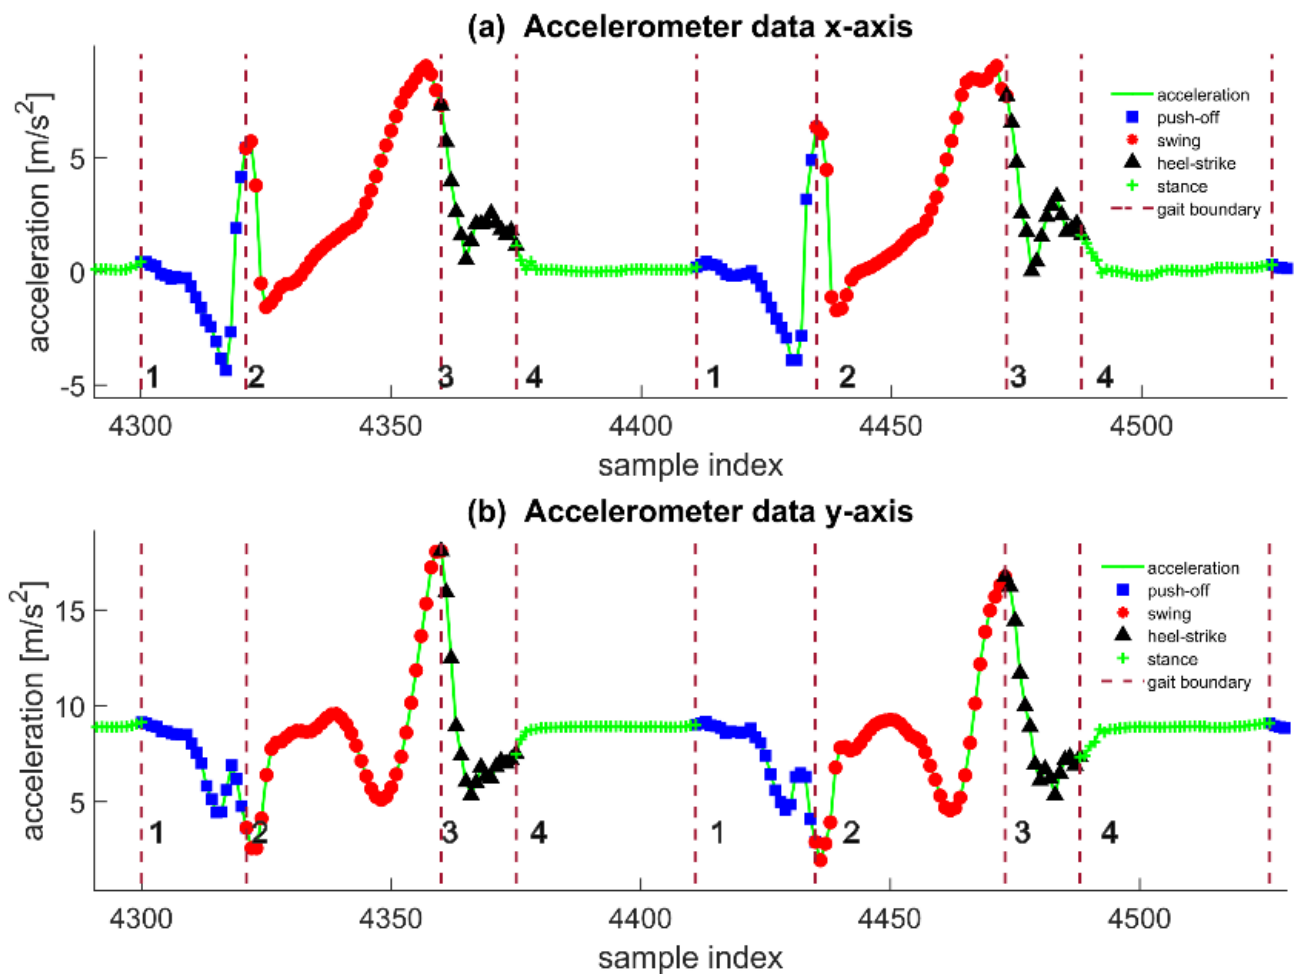 (a) Accelerometer data x-axis
acceleration [m/s²]
5
0
-5
acceleration
push-off
swing
heel-strike
stance
gait boundary
1 2 3 4 1 2 3 4
4300 4350 4400 4450 4500
sample index
(b) Accelerometer data y-axis
acceleration [m/s²]
15
10
5
acceleration
push-off
swing
heel-strike
stance
gait boundary
1 2 3 4 1 2 3 4
4300 4350 4400 4450 4500
sample index